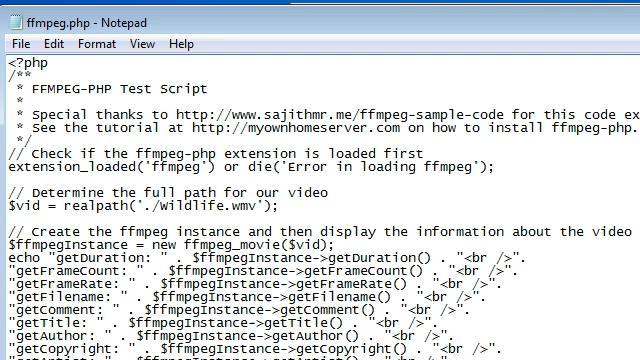 ffmpeg.php - Notepad
File Edit Format View Help
<?php
/**
 * FFMPEG-PHP Test Script
 *
 * Special thanks to http://www.sajithmr.me/ffmpeg-sample-code for this code ex
 * See the tutorial at http://myownhomeserver.com on how to install ffmpeg-php.
 */
// Check if the ffmpeg-php extension is loaded first
extension_loaded('ffmpeg') or die('Error in loading ffmpeg');

// Determine the full path for our video
$vid = realpath('./Wildlife.wmv');

// Create the ffmpeg instance and then display the information about the video
$ffmpegInstance = new ffmpeg_movie($vid);
echo "getDuration: " . $ffmpegInstance->getDuration() . "<br />".
"getFrameCount: " . $ffmpegInstance->getFrameCount() . "<br />".
"getFrameRate: " . $ffmpegInstance->getFrameRate() . "<br />".
"getFilename: " . $ffmpegInstance->getFilename() . "<br />".
"getComment: " . $ffmpegInstance->getComment() . "<br />".
"getTitle: " . $ffmpegInstance->getTitle() . "<br />".
"getAuthor: " . $ffmpegInstance->getAuthor() . "<br />".
"getCopyright: " . $ffmpegInstance->getCopyright() . "<br />".